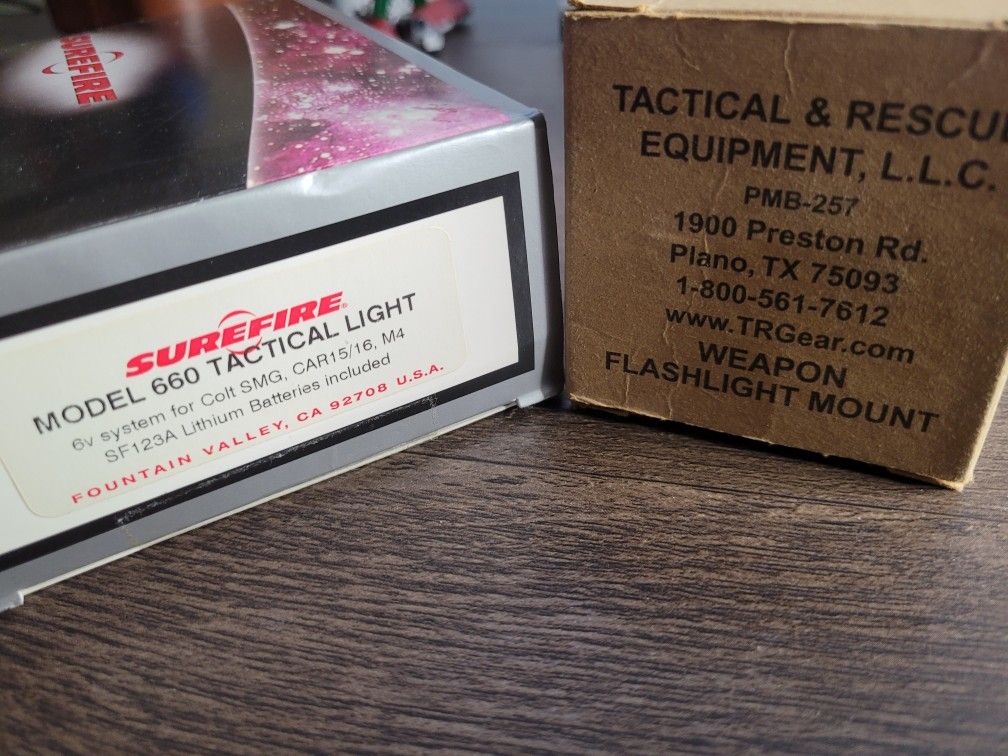 SUREFIRE
SUREFIRE®
MODEL 660 TACTICAL LIGHT
6v system for Colt SMG, CAR15/16, M4
SF123A Lithium Batteries included
FOUNTAIN VALLEY, CA 92708 U.S.A.
TACTICAL & RESCU
EQUIPMENT, L.L.C.
PMB-257
1900 Preston Rd.
Plano, TX 75093
1-800-561-7612
www.TRGear.com
WEAPON
FLASHLIGHT MOUNT